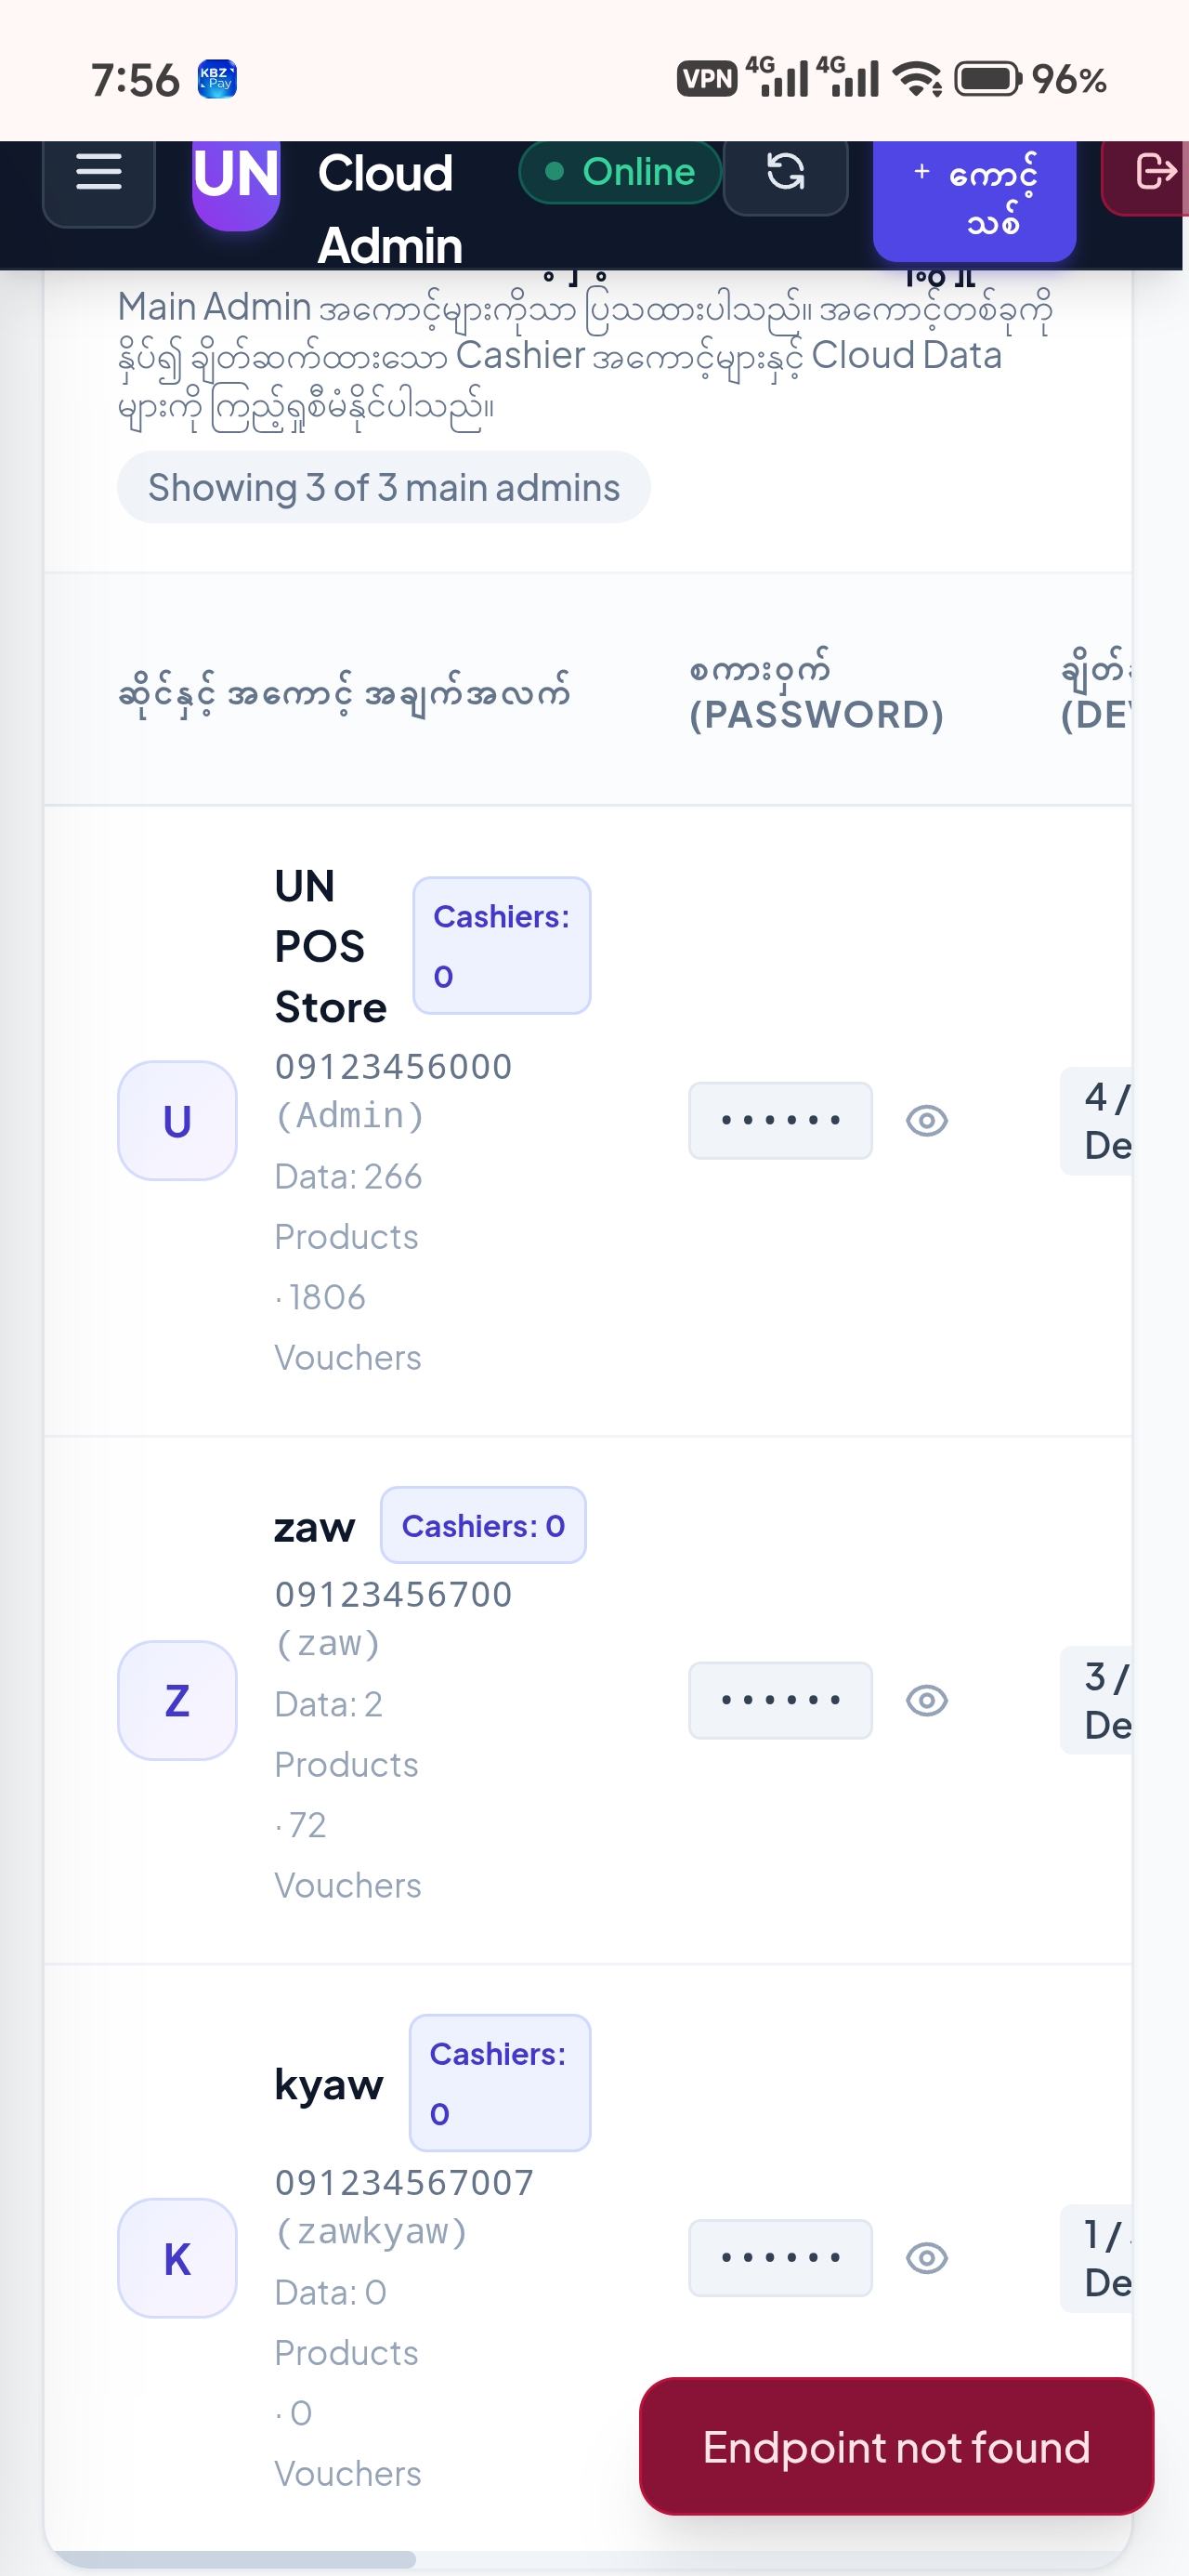 7:56 KBZ Pay VPN 4G 4G 96%
UN Cloud Admin
Online
+ ကောင့်
သစ်
Main Admin အကောင့်များကိုသာ ပြသထားပါသည်။ အကောင့်တစ်ခုကို
နှိပ်၍ ချိတ်ဆက်ထားသော Cashier အကောင့်များနှင့် Cloud Data
များကို ကြည့်ရှုစီမံနိုင်ပါသည်။
Showing 3 of 3 main admins
ဆိုင်နှင့် အကောင့် အချက်အလက်
စကားဝှက်
(PASSWORD)
UN
POS
Store
Cashiers:
0
09123456000
(Admin)
Data: 266
Products
· 1806
Vouchers
U
••••••
4 /
De
zaw
Cashiers: 0
09123456700
(zaw)
Data: 2
Products
· 72
Vouchers
Z
••••••
3 /
De
kyaw
Cashiers:
0
091234567007
(zawkyaw)
Data: 0
Products
· 0
Vouchers
K
••••••
1 /
De
Endpoint not found